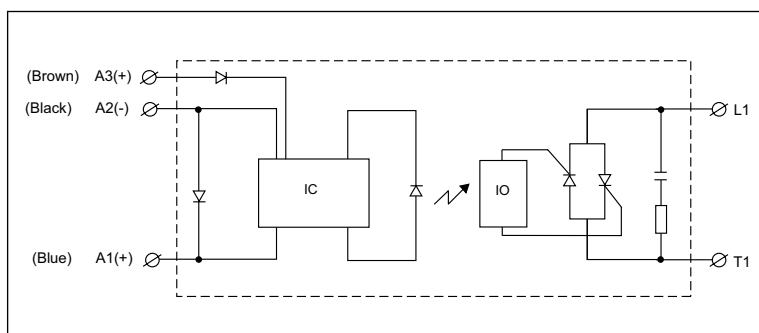 (Brown) A3(+)
(Black) A2(-)
L1
IC
IO
(Blue) A1(+)
T1